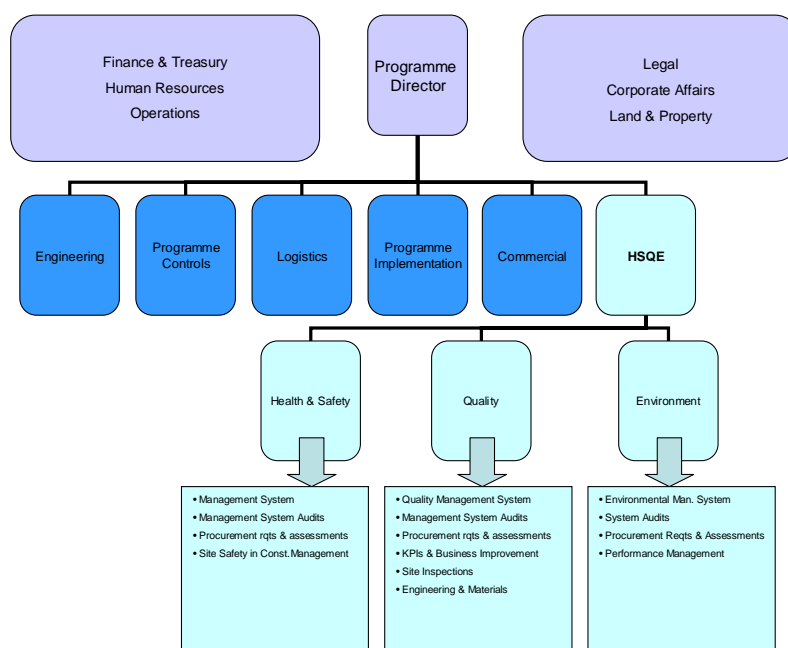 Finance & Treasury
Human Resources
Operations
Programme
Director
Legal
Corporate Affairs
Land & Property
Engineering
Programme
Controls
Logistics
Programme
Implementation
Commercial
HSQE
Health & Safety
Quality
Environment
• Management System
• Management System Audits
• Procurement rqts & assessments
• Site Safety in Const.Management
• Quality Management System
• Management System Audits
• Procurement rqts & assessments
• KPIs & Business Improvement
• Site Inspections
• Engineering & Materials
• Environmental Man. System
• System Audits
• Procurement Reqts & Assessments
• Performance Management